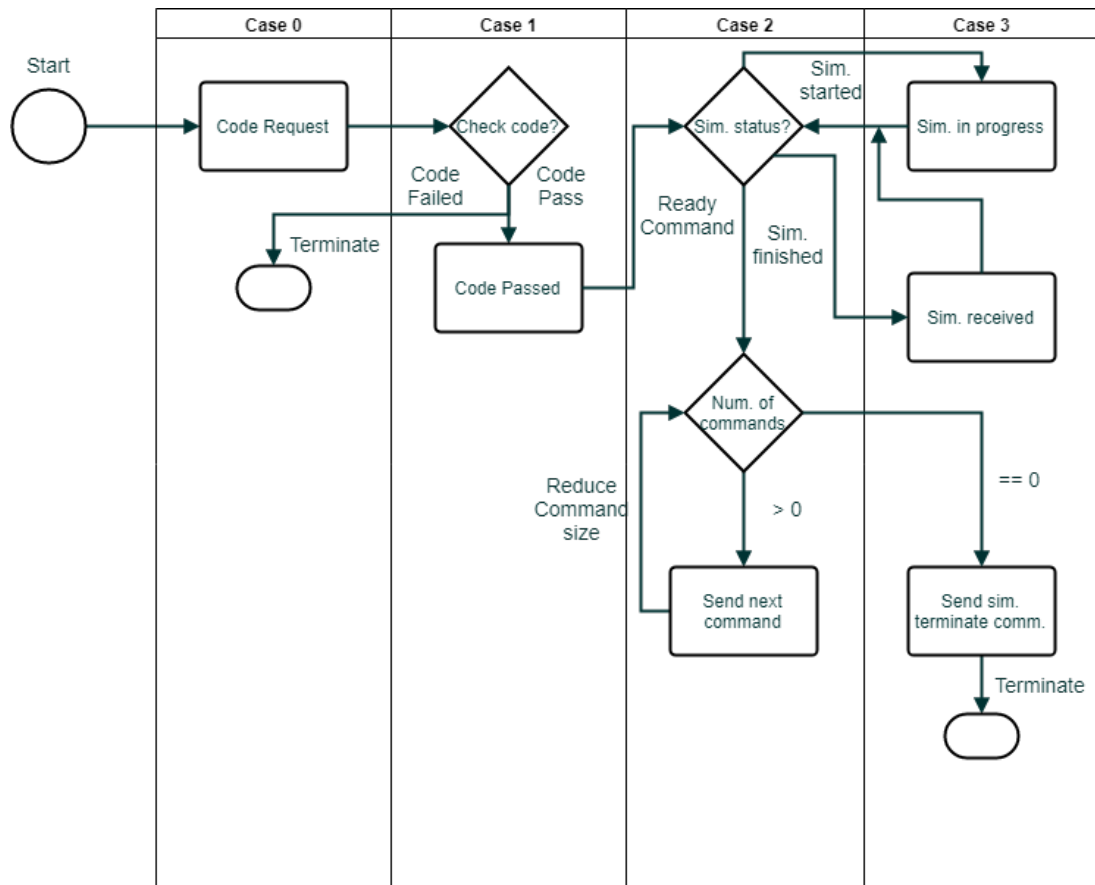 Case 0
Case 1
Case 2
Case 3
Start
Code Request
Check code?
Code
Failed
Code
Pass
Terminate
Code Passed
Sim. status?
Sim.
started
Sim. in progress
Ready
Command
Sim.
finished
Sim. received
Num. of
commands
Reduce
Command
size
> 0
== 0
Send next
command
Send sim.
terminate comm.
Terminate